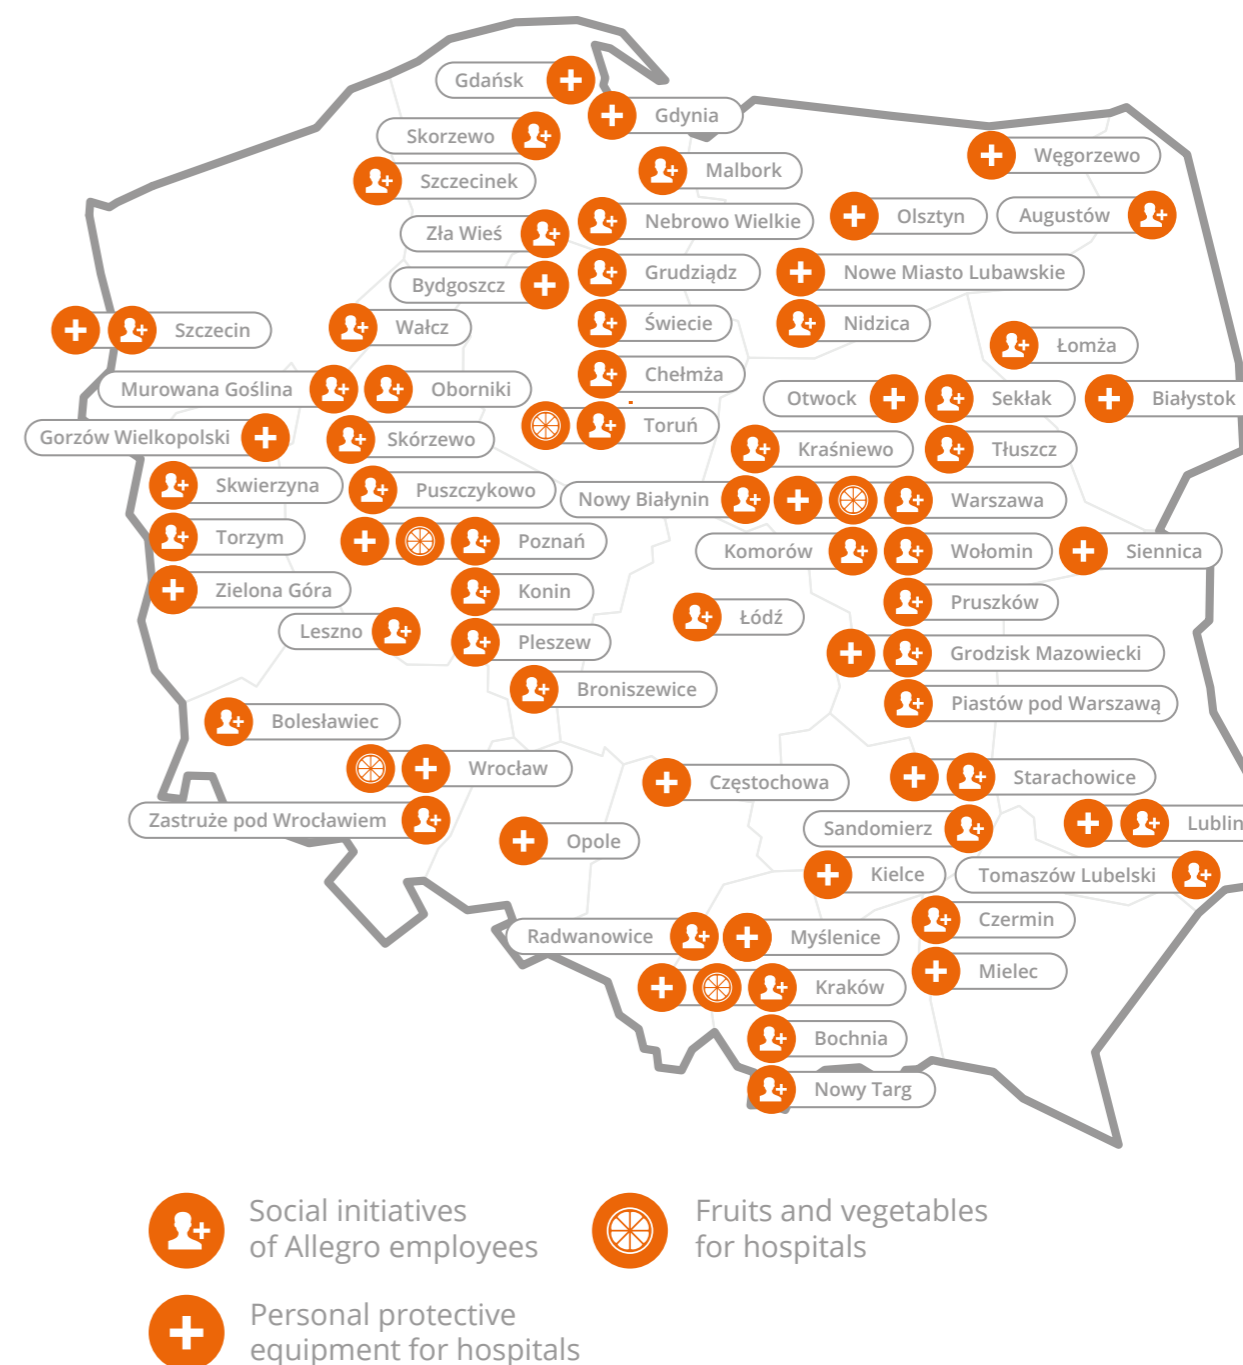 Gdańsk
Gdynia
Skorzewo
Węgorzewo
Malbork
Szczecinek
Nebrowo Wielkie
Olsztyn
Augustów
Zła Wieś
Grudziądz
Nowe Miasto Lubawskie
Bydgoszcz
Świecie
Nidzica
Szczecin
Wałcz
Łomża
Chełmża
Murowana Goślina
Oborniki
Otwock
Sekłak
Białystok
Toruń
Gorzów Wielkopolski
Skórzewo
Kraśniewo
Tłuszcz
Skwierzyna
Puszczykowo
Nowy Białynin
Warszawa
Torzym
Poznań
Komorów
Wołomin
Siennica
Zielona Góra
Konin
Pruszków
Łódź
Leszno
Pleszew
Grodzisk Mazowiecki
Broniszewice
Piastów pod Warszawą
Bolesławiec
Wrocław
Częstochowa
Starachowice
Zastruże pod Wrocławiem
Sandomierz
Lublin
Opole
Kielce
Tomaszów Lubelski
Czermin
Radwanowice
Myślenice
Mielec
Kraków
Bochnia
Nowy Targ
Social initiatives
of Allegro employees
Fruits and vegetables
for hospitals
Personal protective
equipment for hospitals